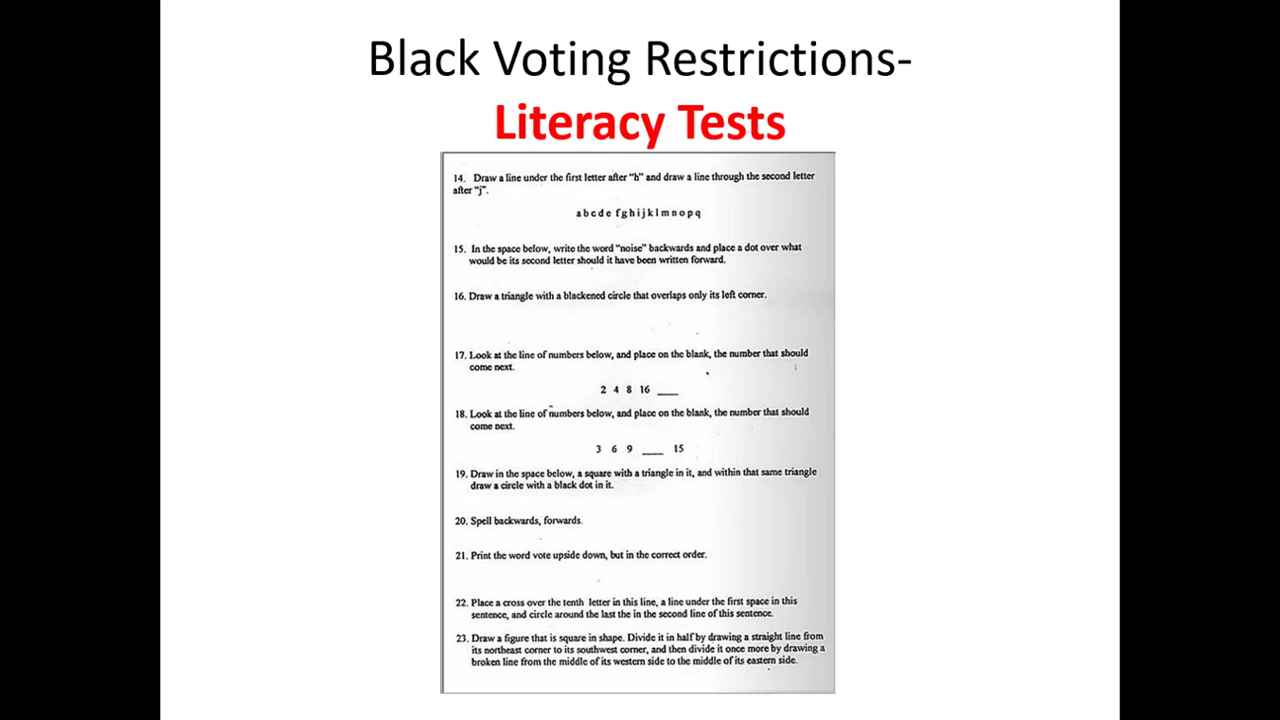 Black Voting Restrictions-
Literacy Tests
14. Draw a line under the first letter after "h" and draw a line through the second letter
after "j".
a b c d e f g h i j k l m n o p q
15. In the space below, write the word "noise" backwards and place a dot over what
would be its second letter should it have been written forward.
16. Draw a triangle with a blackened circle that overlaps only its left corner.
17. Look at the line of numbers below, and place on the blank, the number that should
come next.
2 4 8 16 ___
18. Look at the line of numbers below, and place on the blank, the number that should
come next.
3 6 9 ___ 15
19. Draw in the space below, a square with a triangle in it, and within that same triangle
draw a circle with a black dot in it.
20. Spell backwards, forwards.
21. Print the word vote upside down, but in the correct order.
22. Place a cross over the tenth letter in this line, a line under the first space in this
sentence, and circle around the last the in the second line of this sentence.
23. Draw a figure that is square in shape. Divide it in half by drawing a straight line from
its northeast corner to its southwest corner, and then divide it once more by drawing a
broken line from the middle of its western side to the middle of its eastern side.